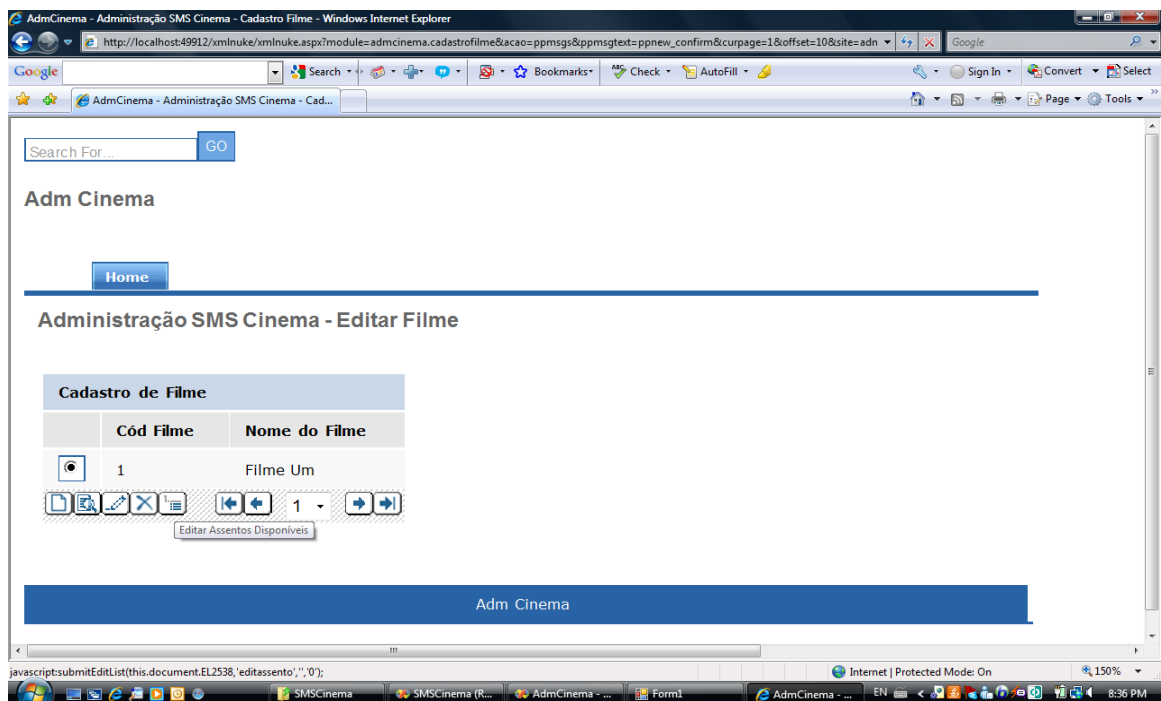 AdmCinema - Administração SMS Cinema - Cadastro Filme - Windows Internet Explorer
http://localhost:49912/xmlnuke/xmlnuke.aspx?module=admcinema.cadastrofilme&acao=ppmsgs&ppmsgtext=ppnew_confirm&curpage=1&offset=10&site=adn
Google
Google
Search
Bookmarks
ABC Check
AutoFill
Sign In
Convert
Select
AdmCinema - Administração SMS Cinema - Cad...
Page
Tools
Search For...
GO
Adm Cinema
Home
Administração SMS Cinema - Editar Filme
Cadastro de Filme
Cód Filme Nome do Filme
1 Filme Um
1
Editar Assentos Disponíveis
Adm Cinema
javascript:submitEditList(this.document.EL2538,'editassento','','0');
Internet | Protected Mode: On
150%
SMSCinema
SMSCinema (R...
AdmCinema - ...
Form1
AdmCinema - ...
EN
8:36 PM